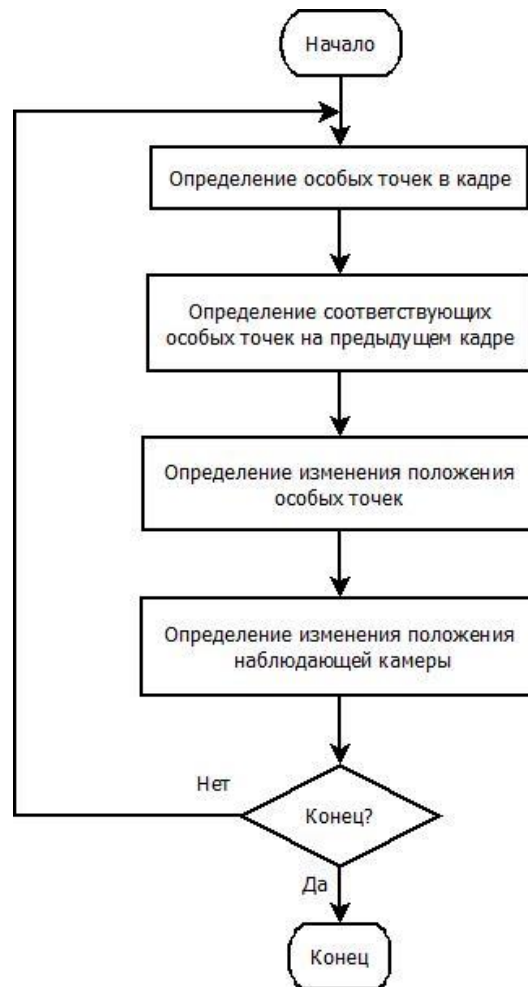 Начало
Определение особых точек в кадре
Определение соответствующих
особых точек на предыдущем кадре
Определение изменения положения
особых точек
Определение изменения положения
наблюдающей камеры
Нет
Конец?
Да
Конец